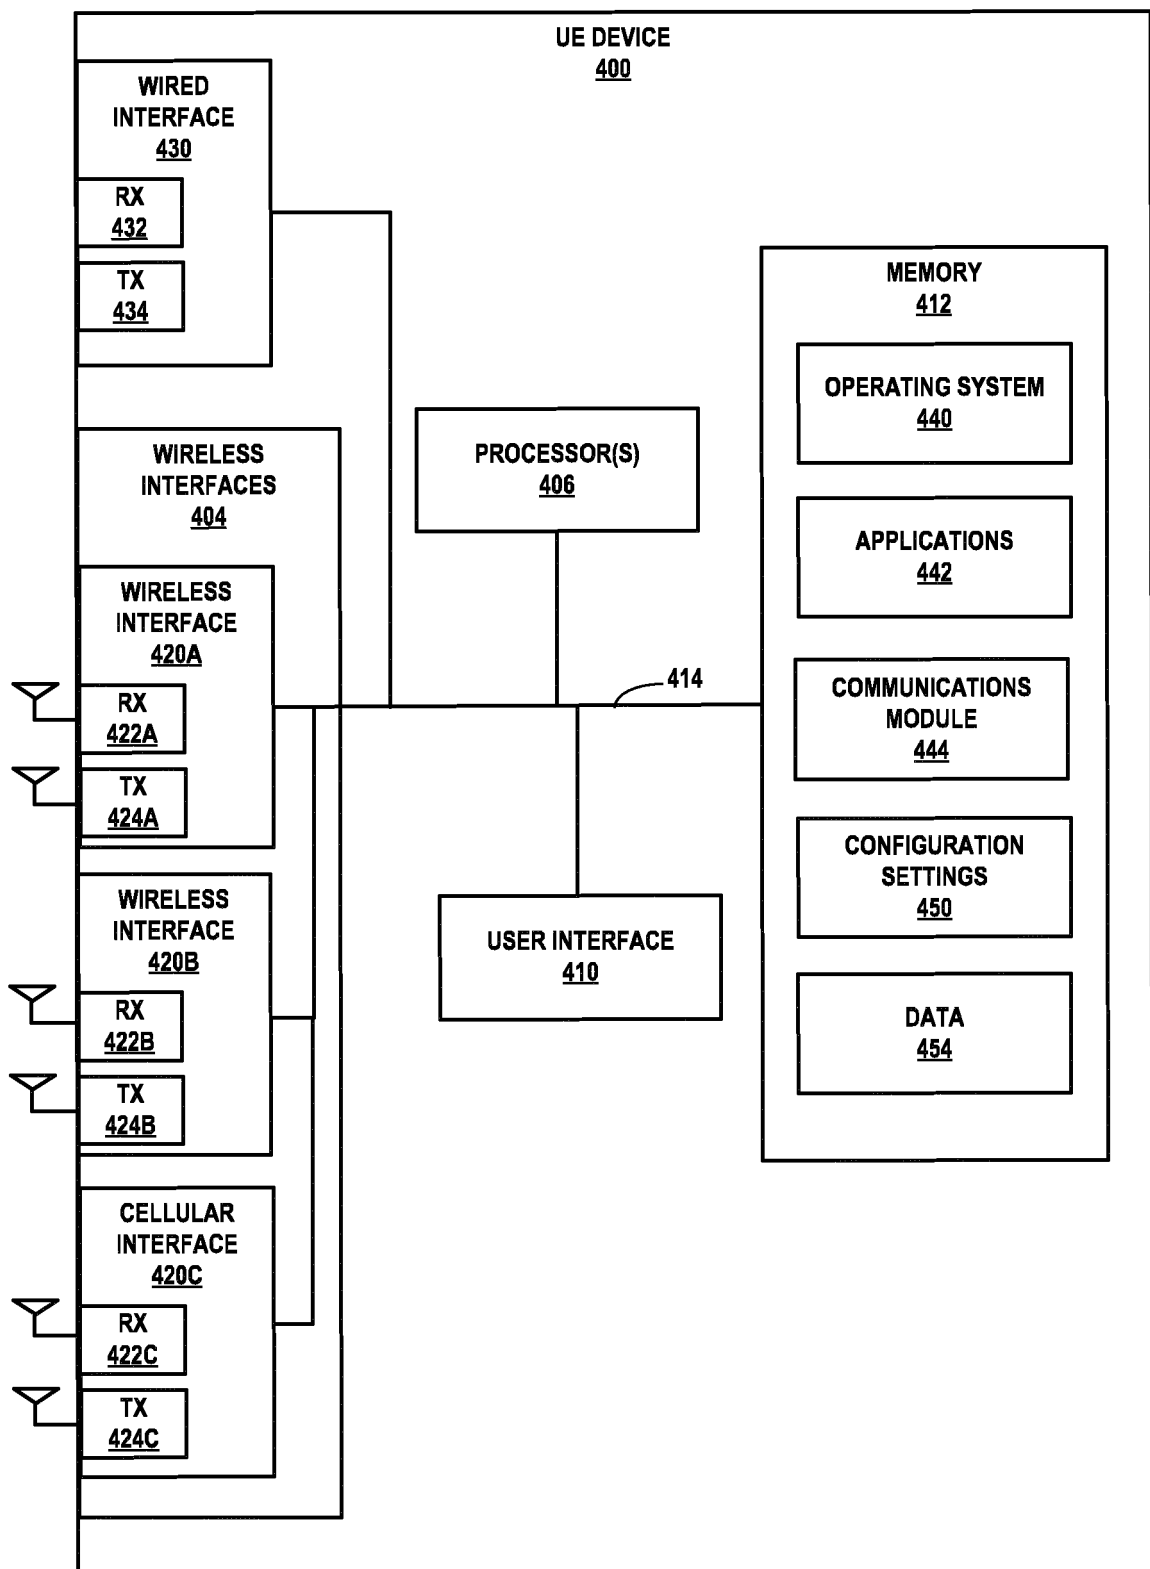 UE DEVICE
400
WIRED
INTERFACE
430
RX
432
TX
434
WIRELESS
INTERFACES
404
WIRELESS
INTERFACE
420A
RX
422A
TX
424A
WIRELESS
INTERFACE
420B
RX
422B
TX
424B
CELLULAR
INTERFACE
420C
RX
422C
TX
424C
PROCESSOR(S)
406
414
USER INTERFACE
410
MEMORY
412
OPERATING SYSTEM
440
APPLICATIONS
442
COMMUNICATIONS
MODULE
444
CONFIGURATION
SETTINGS
450
DATA
454